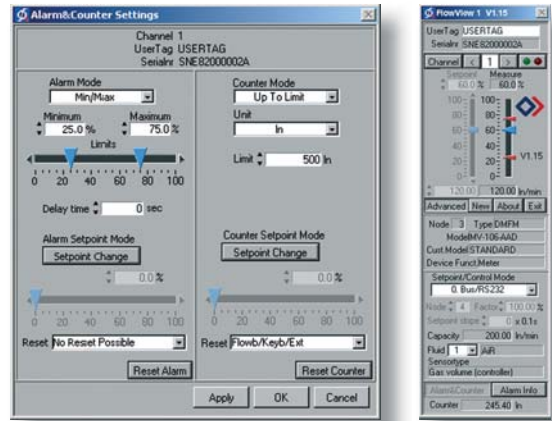 Alarm&Counter Settings
Channel 1
UserTag USERTAG
Serialnr SNE82000002A
Alarm Mode
Min/Miax
Minimum Maximum
25.0 % 75.0 %
Limits
0 20 40 60 80 100
Delay time 0 sec
Alarm Setpoint Mode
Setpoint Change
0.0 %
0 20 40 60 80 100
Reset No Resiet Possible
Reset Alarm
Counter Mode
Up To Limit
Unit
ln
Limit 500 ln
Counter Setpoint Mode
Setpoint Change
0.0 %
0 20 40 60 80 100
Reset Flowb/Keyb/Ext
Reset Counter
Apply OK Cancel
FlowView 1 V1.15
UserTag USERTAG
Serialnr SNE82000002A
Channel < 1 >
Setpoint Measure
60.0 % 60.0 %
100 100
80 80
60 60
40 40
20 20
0 0
V1.15
120.00 120.00 ln/min
Advanced New About Exit
Node 3 Type DMFM
Model MV-106-AAD
Cust.Model STANDARD
Device Funct. Meter
Setpoint/Control Mode
0. Bus/RS232
Node 4 Factor 100.00 %
Setpoint slope 0 x 0.1s
Capacity 200.00 ln/min
Fluid 1 AiR
Sensortype
Gas volume (controller)
Alarm&Counter Alarm Info
Counter 245.40 ln